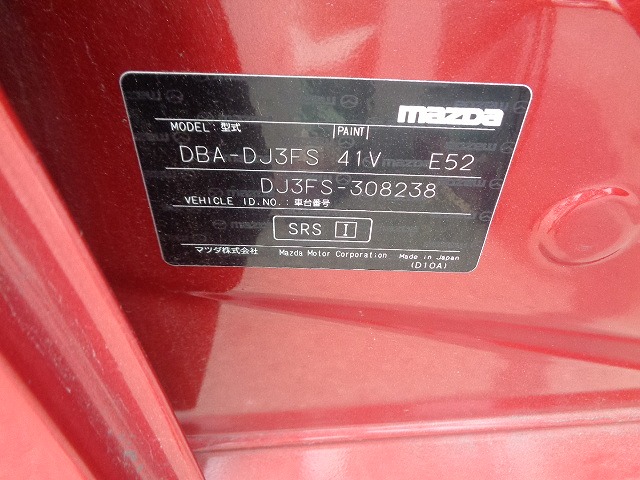 mazda
MODEL: 型式 PAINT
DBA-DJ3FS 41V E52
DJ3FS-308238
VEHICLE ID.NO.: 車台番号
SRS I
マツダ株式会社 Mazda Motor Corporation Made in Japan
(D10A)